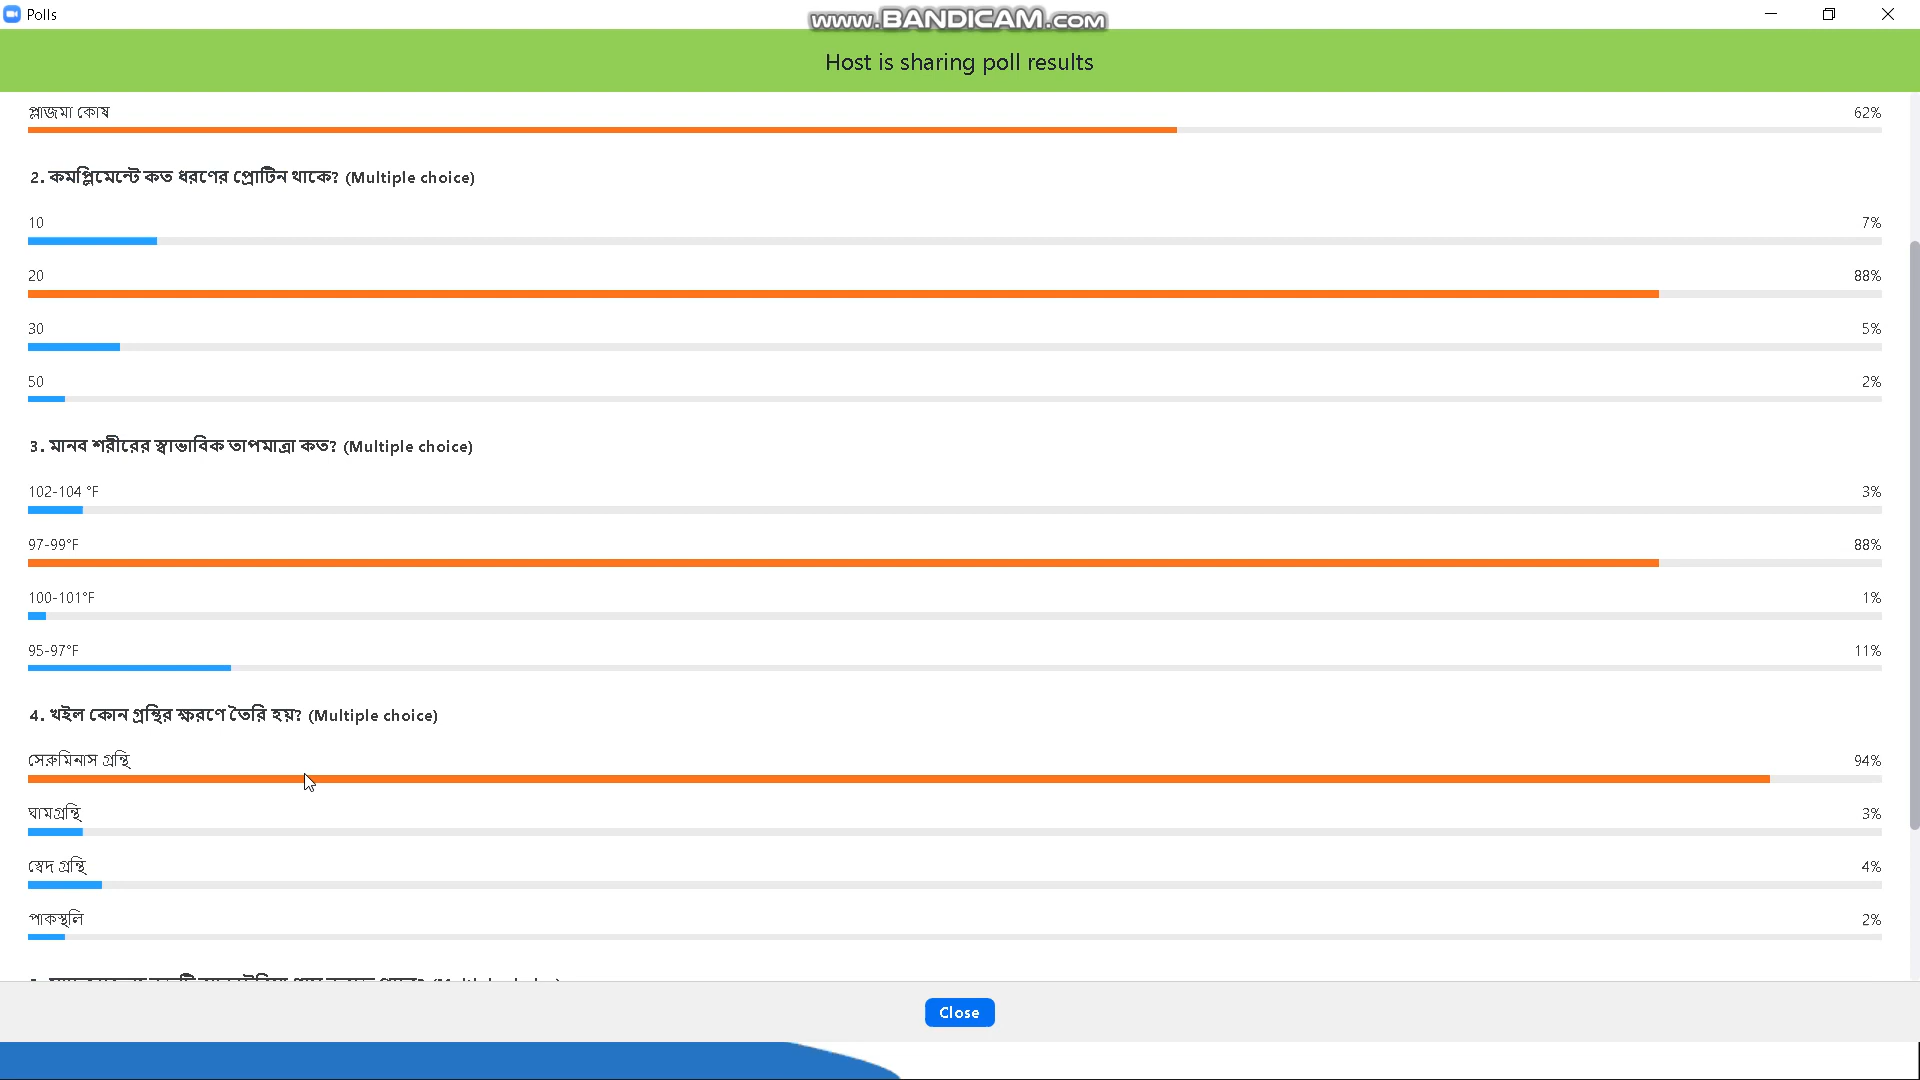 Polls
www.BANDICAM.com
Host is sharing poll results
প্লাজমা কোষ 62%
2. কমপ্লিমেন্টে কত ধরণের প্রোটিন থাকে? (Multiple choice)
10 7%
20 88%
30 5%
50 2%
3. মানব শরীরের স্বাভাবিক তাপমাত্রা কত? (Multiple choice)
102-104 °F 3%
97-99°F 88%
100-101°F 1%
95-97°F 11%
4. খইল কোন গ্রন্থির ক্ষরণে তৈরি হয়? (Multiple choice)
সেরুমিনাস গ্রন্থি 94%
ঘামগ্রন্থি 3%
স্বেদ গ্রন্থি 4%
পাকস্থলি 2%
Close